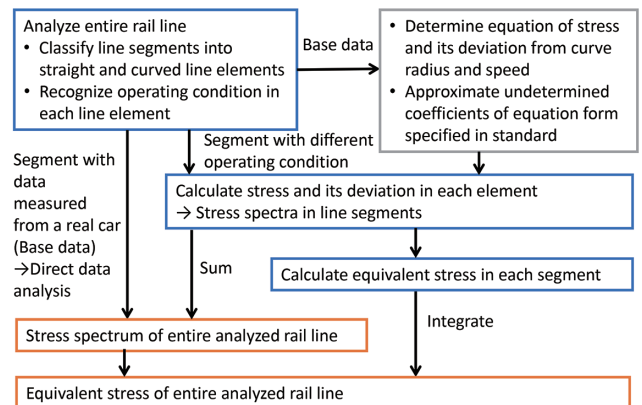 Analyze entire rail line
• Classify line segments into
straight and curved line elements
• Recognize operating condition in
each line element
Base data
• Determine equation of stress
and its deviation from curve
radius and speed
• Approximate undetermined
coefficients of equation form
specified in standard
Segment with different
operating condition
Segment with
data
measured
from a real car
(Base data)
→Direct data
analysis
Calculate stress and its deviation in each element
→ Stress spectra in line segments
Sum
Calculate equivalent stress in each segment
Integrate
Stress spectrum of entire analyzed rail line
Equivalent stress of entire analyzed rail line